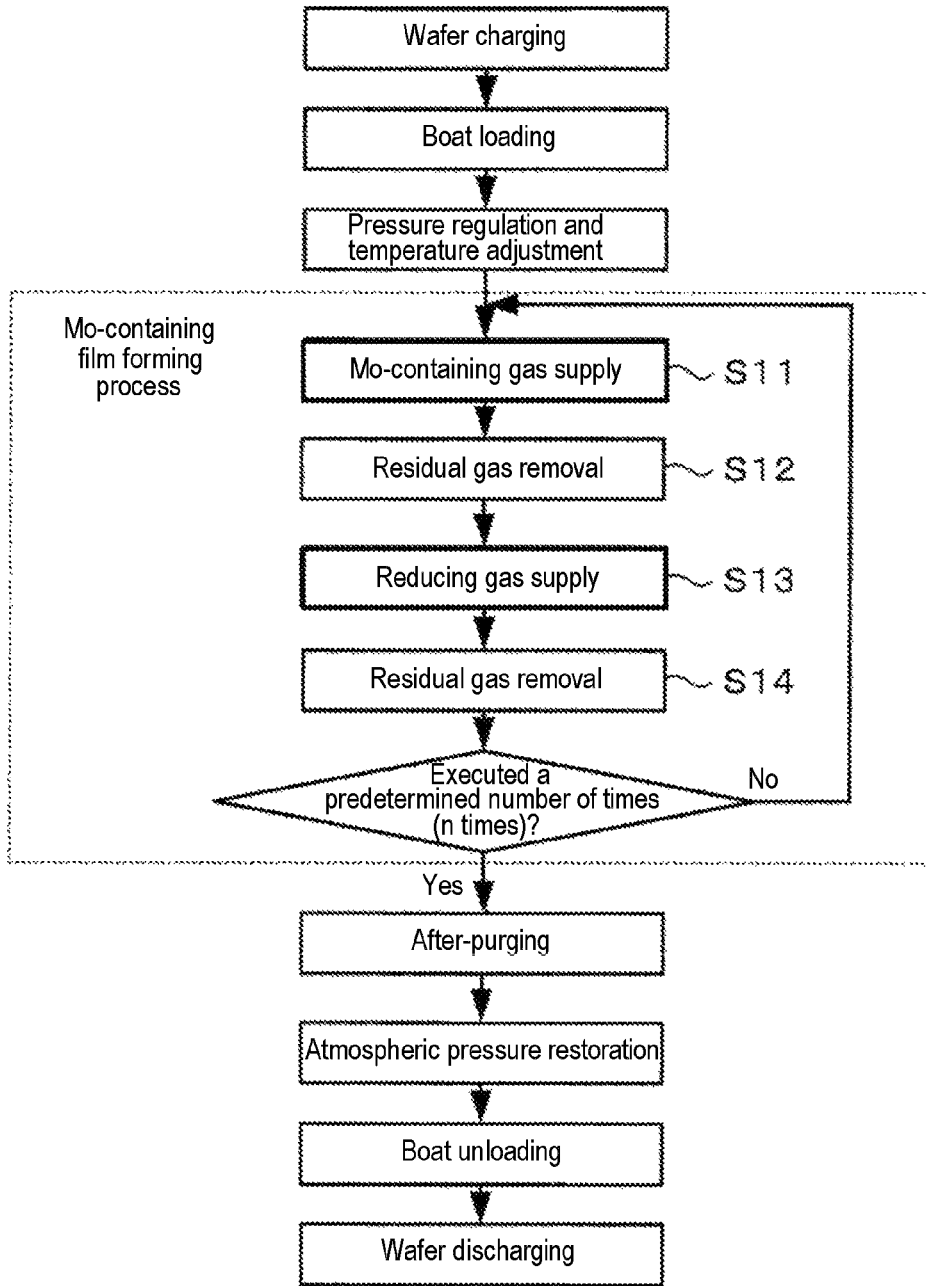 Wafer charging
Boat loading
Pressure regulation and
temperature adjustment
Mo-containing
film forming
process
Mo-containing gas supply
S11
Residual gas removal
S12
Reducing gas supply
S13
Residual gas removal
S14
Executed a
predetermined number of times
(n times)?
No
Yes
After-purging
Atmospheric pressure restoration
Boat unloading
Wafer discharging